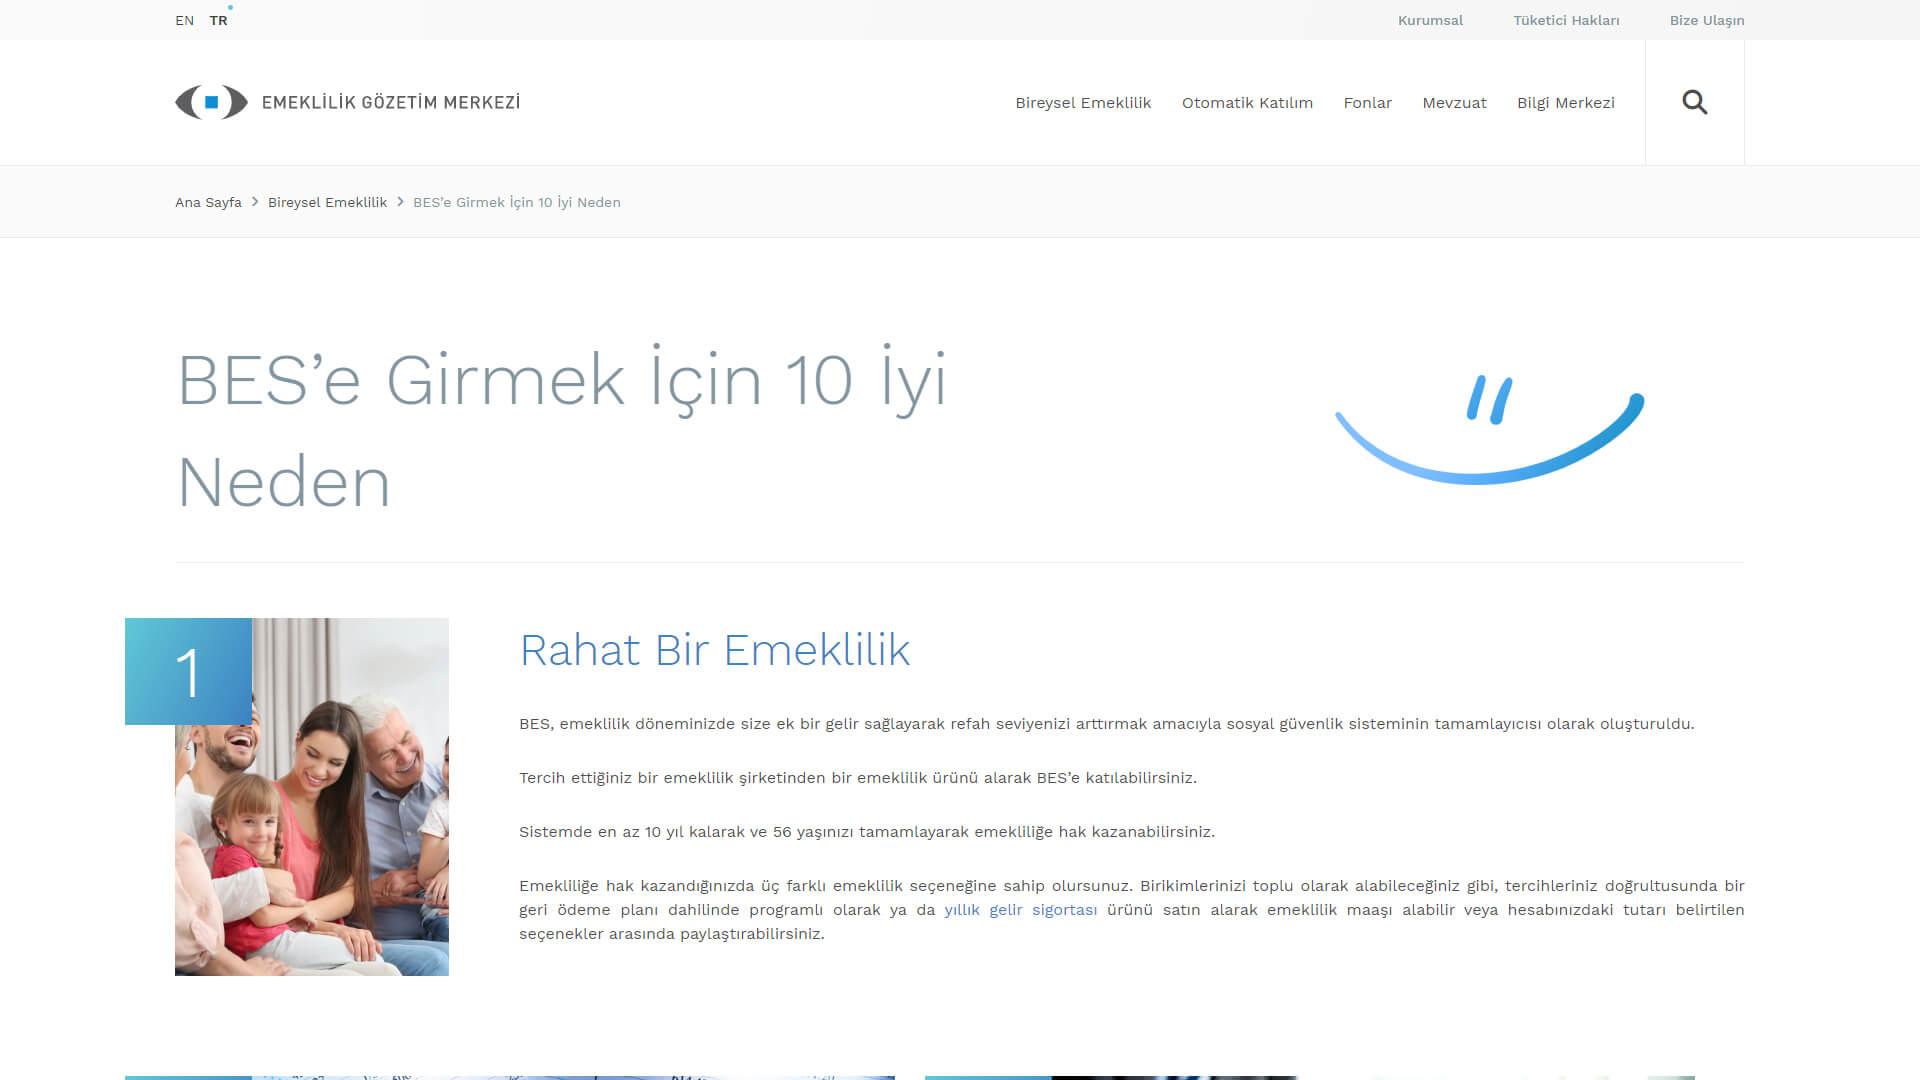 EN TR
Kurumsal Tüketici Hakları Bize Ulaşın
EMEKLİLİK GÖZETİM MERKEZİ
Bireysel Emeklilik Otomatik Katılım Fonlar Mevzuat Bilgi Merkezi
Ana Sayfa Bireysel Emeklilik BES’e Girmek İçin 10 İyi Neden
BES’e Girmek İçin 10 İyi
Neden
1
Rahat Bir Emeklilik
BES, emeklilik döneminizde size ek bir gelir sağlayarak refah seviyenizi arttırmak amacıyla sosyal güvenlik sisteminin tamamlayıcısı olarak oluşturuldu.
Tercih ettiğiniz bir emeklilik şirketinden bir emeklilik ürünü alarak BES’e katılabilirsiniz.
Sistemde en az 10 yıl kalarak ve 56 yaşınızı tamamlayarak emekliliğe hak kazanabilirsiniz.
Emekliliğe hak kazandığınızda üç farklı emeklilik seçeneğine sahip olursunuz. Birikimlerinizi toplu olarak alabileceğiniz gibi, tercihleriniz doğrultusunda bir
geri ödeme planı dahilinde programlı olarak ya da yıllık gelir sigortası ürünü satın alarak emeklilik maaşı alabilir veya hesabınızdaki tutarı belirtilen
seçenekler arasında paylaştırabilirsiniz.